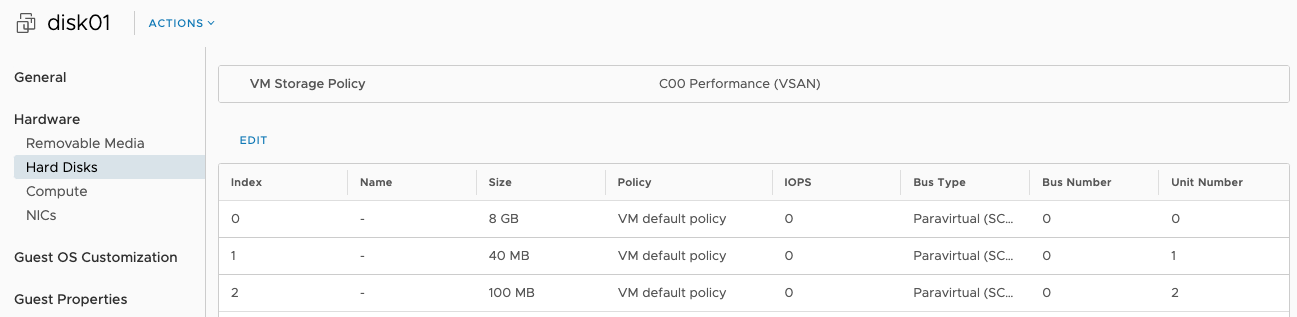 disk01 ACTIONS
General
VM Storage Policy C00 Performance (VSAN)
Hardware
Removable Media
Hard Disks
Compute
NICs
Guest OS Customization
Guest Properties
EDIT
Index Name Size Policy IOPS Bus Type Bus Number Unit Number
0 - 8 GB VM default policy 0 Paravirtual (SC... 0 0
1 - 40 MB VM default policy 0 Paravirtual (SC... 0 1
2 - 100 MB VM default policy 0 Paravirtual (SC... 0 2